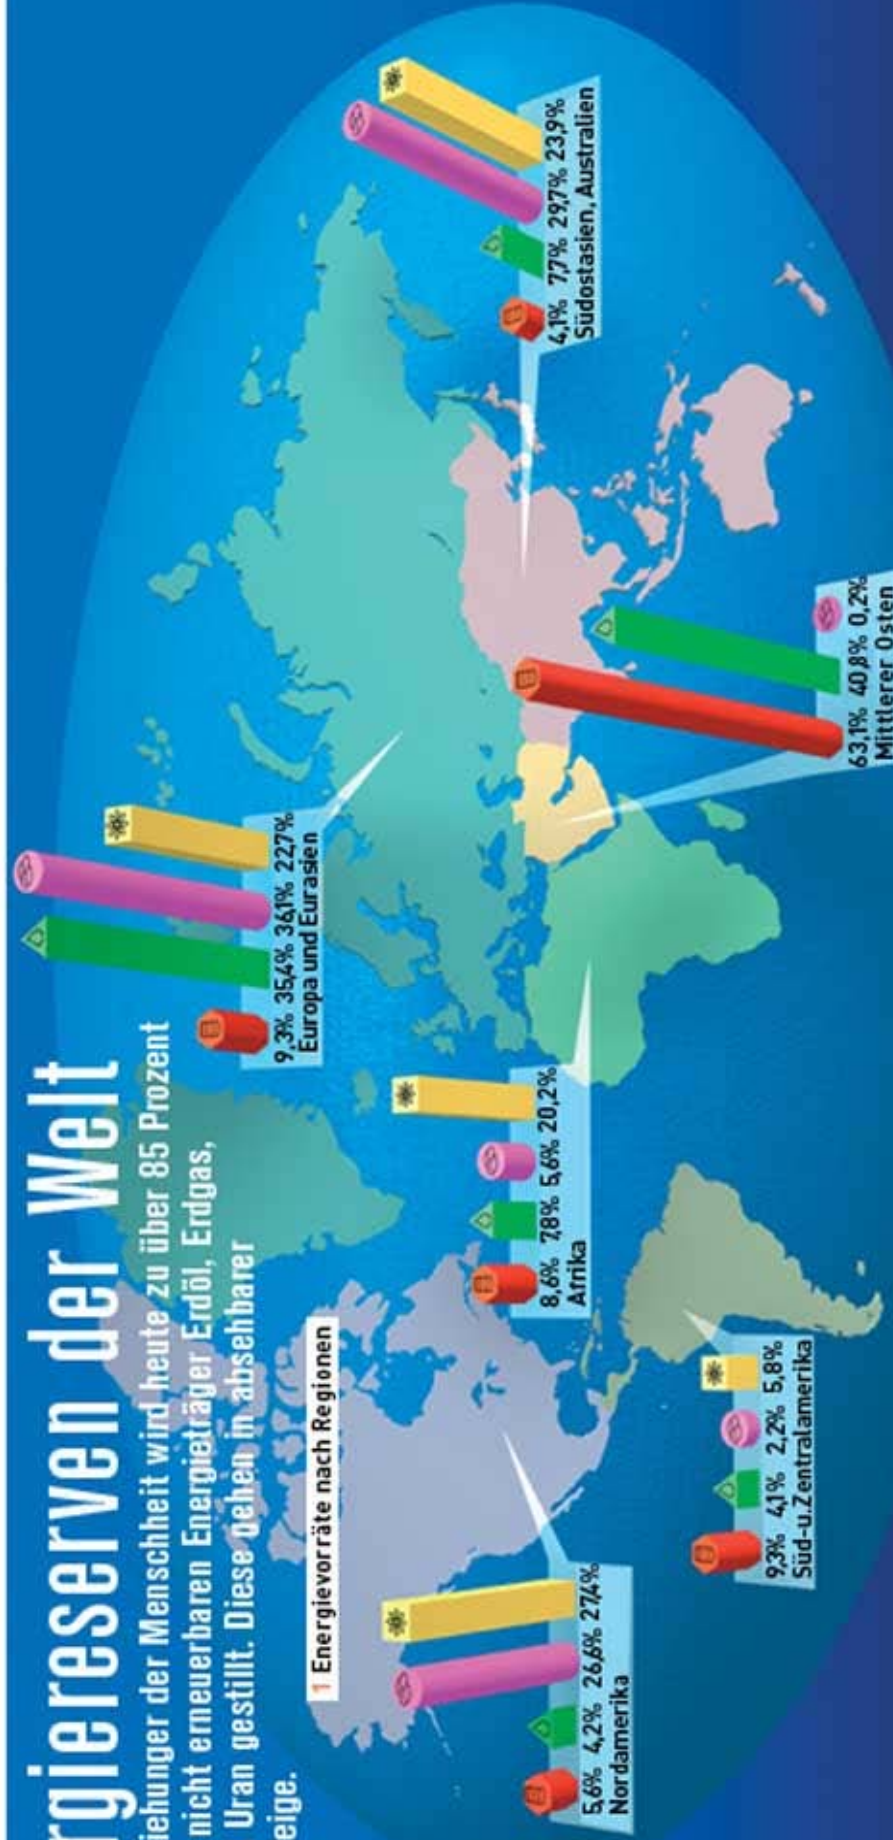 rgiereserven der Welt
iehunger der Menschheit wird heute zu über 85 Prozent
nicht erneuerbaren Energieträger Erdöl, Erdgas,
Uran gestillt. Diese gehen in absehbarer
eige.
1 Energievorräte nach Regionen
9,3% 35,4% 36,1% 22,7%
Europa und Eurasien
4,1% 7,7% 29,7% 23,9%
Südostasien, Australien
8,6% 7,8% 5,6% 20,2%
Afrika
5,6% 4,2% 26,6% 27,4%
Nordamerika
9,3% 4,1% 2,2% 5,8%
Süd-u.Zentralamerika
63,1% 40,8% 0,2%
Mittlerer Osten